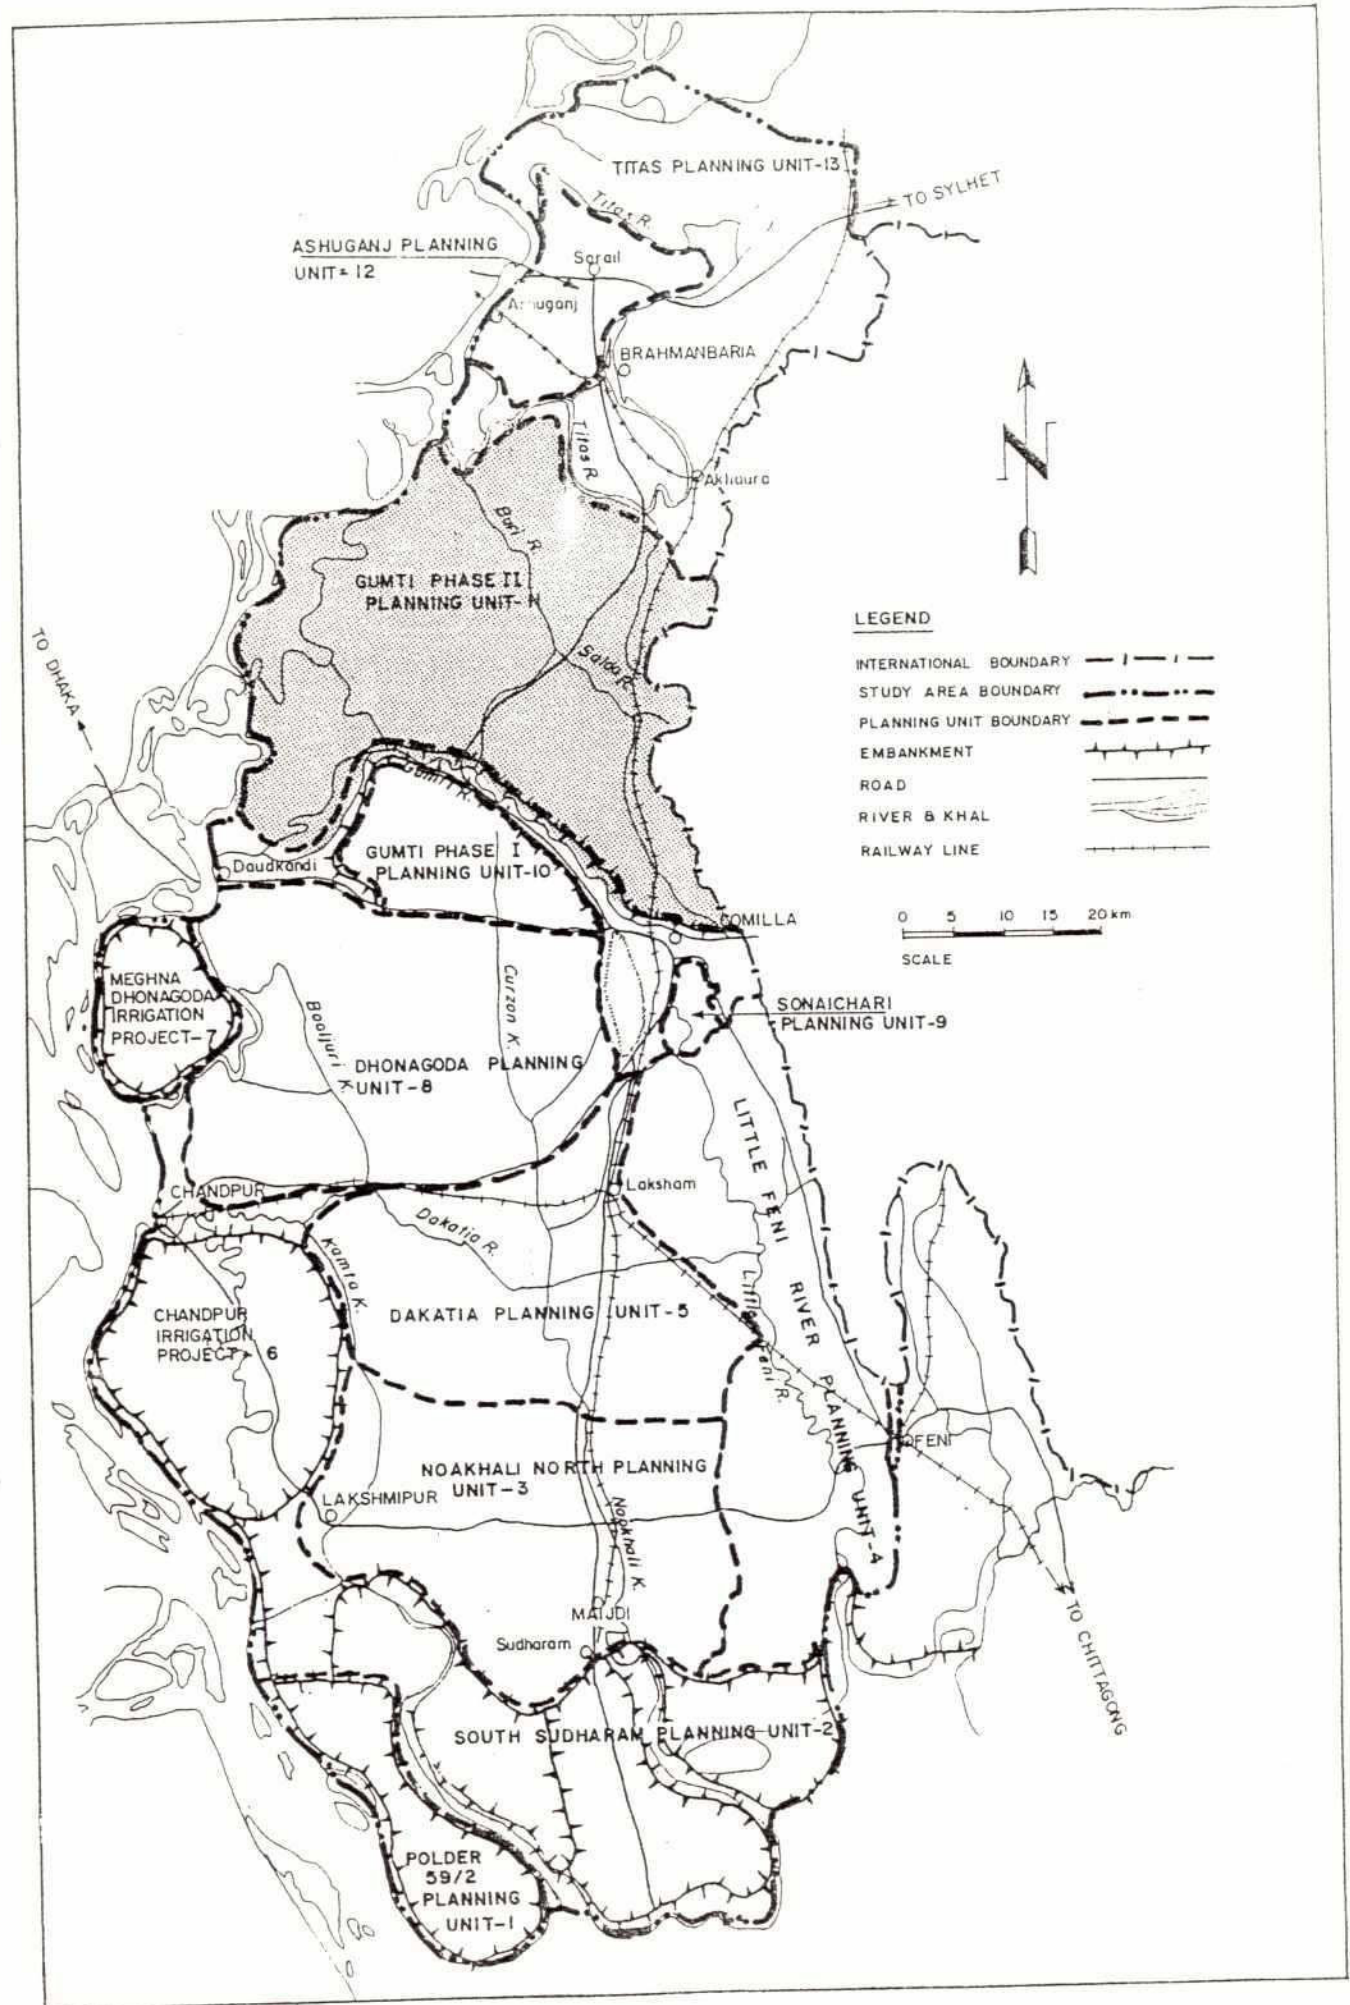 TITAS PLANNING UNIT-13
TO SYLHET
Titas R.
ASHUGANJ PLANNING
UNIT-12
Sarail
BRAHMANBARIA
Titas R
Akhaura
Buri R
GUMTI PHASE II
PLANNING UNIT-
Salda R.
TO DHAKA
LEGEND
INTERNATIONAL BOUNDARY
STUDY AREA BOUNDARY
PLANNING UNIT BOUNDARY
EMBANKMENT
ROAD
RIVER & KHAL
RAILWAY LINE
0 5 10 15 20 km
SCALE
Gumti R.
GUMTI PHASE I
PLANNING UNIT-10
Daudkandi
COMILLA
MEGHNA
DHONAGODA
IRRIGATION
PROJECT-7
Boaljuri K.
Curzon K.
SONAICHARI
PLANNING UNIT-9
DHONAGODA PLANNING
UNIT-8
LITTLE FENI RIVER PLANNING UNIT-4
CHANDPUR
Laksham
Dakatia R.
Kamta K.
Little Feni R.
CHANDPUR
IRRIGATION
PROJECT-6
DAKATIA PLANNING UNIT-5
FENI
NOAKHALI NORTH PLANNING
UNIT-3
LAKSHMIPUR
Noakhali K.
MAIJDI
Sudharam
TO CHITTAGONG
SOUTH SUDHARAM PLANNING UNIT-2
POLDER
59/2
PLANNING
UNIT-1